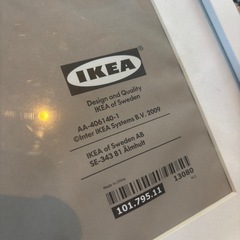 IKEA
Design and Quality
IKEA of Sweden
AA-406140-1
©Inter IKEA Systems B.V. 2009
IKEA of Sweden AB
SE-343 81 Älmhult
13080
101.795.11